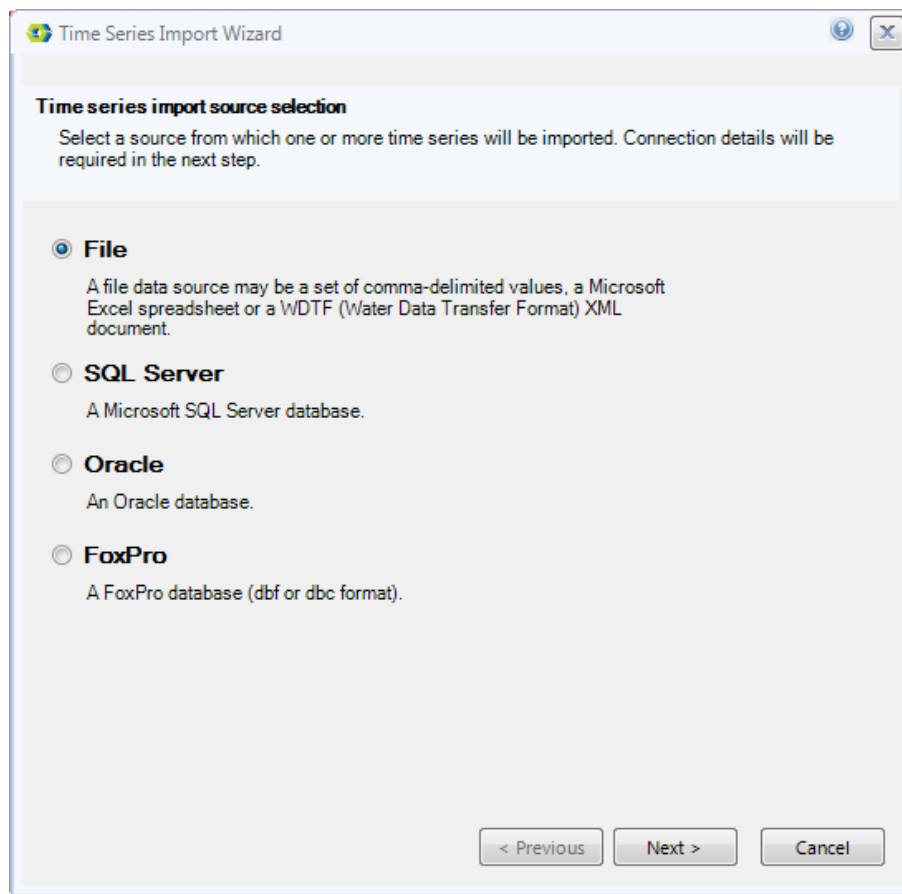 Time Series Import Wizard
Time series import source selection
Select a source from which one or more time series will be imported. Connection details will be
required in the next step.
File
A file data source may be a set of comma-delimited values, a Microsoft
Excel spreadsheet or a WDTF (Water Data Transfer Format) XML
document.
SQL Server
A Microsoft SQL Server database.
Oracle
An Oracle database.
FoxPro
A FoxPro database (dbf or dbc format).
< Previous
Next >
Cancel